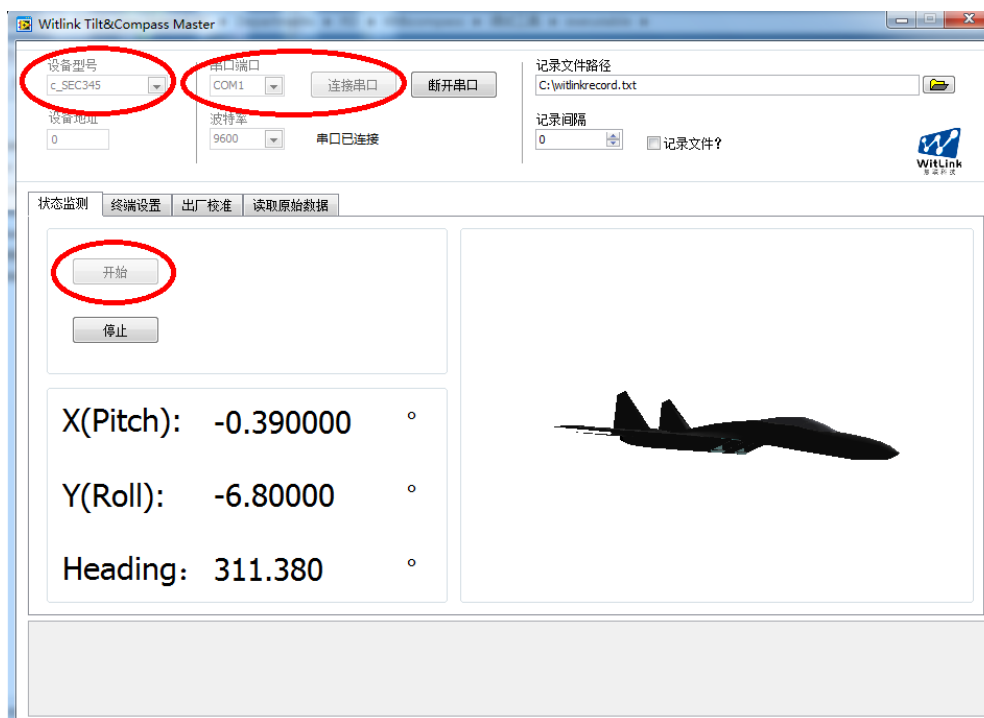 Witlink Tilt&Compass Master
设备型号
c_SEC345
设备地址
0
串口端口
COM1
连接串口
断开串口
波特率
9600
串口已连接
记录文件路径
C:\witlinkrecord.txt
记录间隔
0
记录文件?
WitLink
状态监测
终端设置
出厂校准
读取原始数据
开始
停止
X(Pitch): -0.390000 °
Y(Roll): -6.80000 °
Heading: 311.380 °